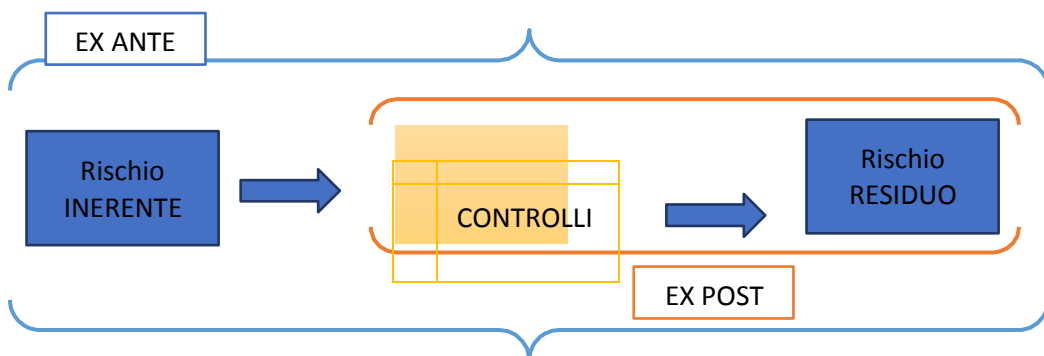 EX ANTE
Rischio
INERENTE
CONTROLLI
Rischio
RESIDUO
EX POST